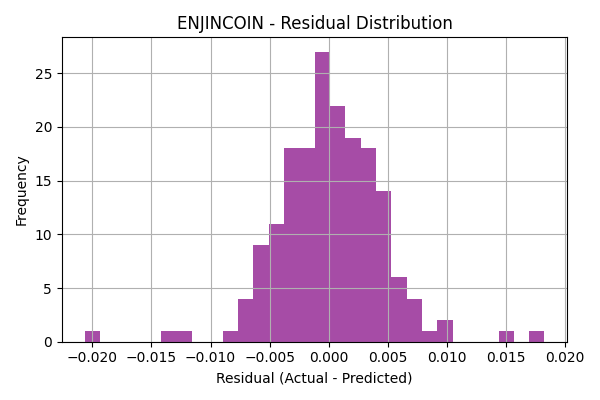 ENJINCOIN - Residual Distribution
Frequency
25
20
15
10
5
0
−0.020 −0.015 −0.010 −0.005 0.000 0.005 0.010 0.015 0.020
Residual (Actual - Predicted)